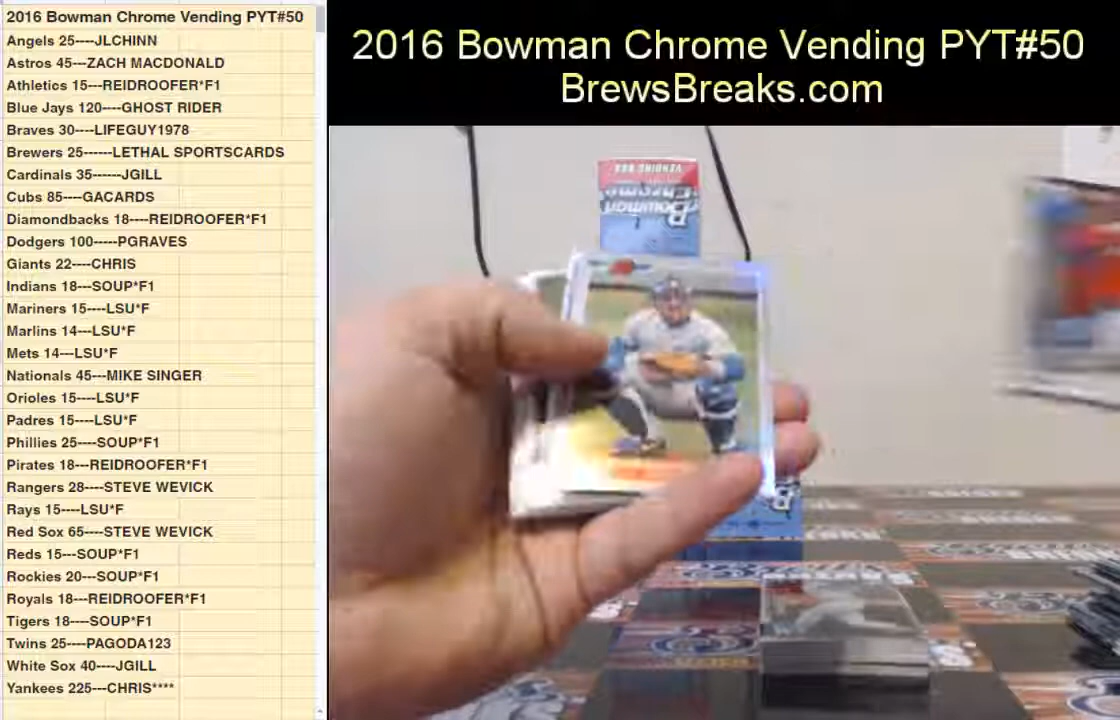 2016 Bowman Chrome Vending PYT#50
Angels 25----JLCHINN
Astros 45---ZACH MACDONALD
Athletics 15---REIDROOFER*F1
Blue Jays 120----GHOST RIDER
Braves 30----LIFEGUY1978
Brewers 25------LETHAL SPORTSCARDS
Cardinals 35------JGILL
Cubs 85----GACARDS
Diamondbacks 18----REIDROOFER*F1
Dodgers 100-----PGRAVES
Giants 22----CHRIS
Indians 18---SOUP*F1
Mariners 15----LSU*F
Marlins 14---LSU*F
Mets 14---LSU*F
Nationals 45---MIKE SINGER
Orioles 15----LSU*F
Padres 15----LSU*F
Phillies 25----SOUP*F1
Pirates 18---REIDROOFER*F1
Rangers 28----STEVE WEVICK
Rays 15----LSU*F
Red Sox 65----STEVE WEVICK
Reds 15---SOUP*F1
Rockies 20---SOUP*F1
Royals 18----REIDROOFER*F1
Tigers 18----SOUP*F1
Twins 25----PAGODA123
White Sox 40----JGILL
Yankees 225---CHRIS****
2016 Bowman Chrome Vending PYT#50
BrewsBreaks.com
VENDING BOX
Bowman
Chrome